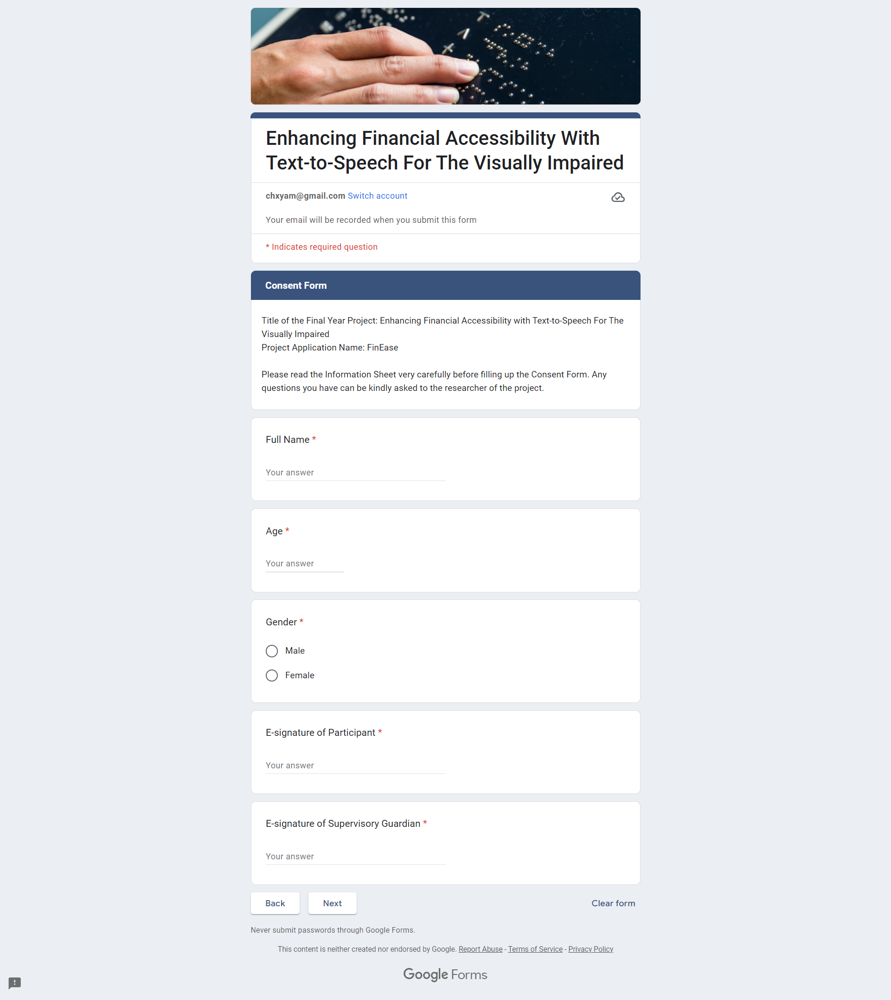 Enhancing Financial Accessibility With
Text-to-Speech For The Visually Impaired
chxyam@gmail.com Switch account
Your email will be recorded when you submit this form
* Indicates required question
Consent Form
Title of the Final Year Project: Enhancing Financial Accessibility with Text-to-Speech For The
Visually Impaired
Project Application Name: FinEase
Please read the Information Sheet very carefully before filling up the Consent Form. Any
questions you have can be kindly asked to the researcher of the project.
Full Name *
Your answer
Age *
Your answer
Gender *
Male
Female
E-signature of Participant *
Your answer
E-signature of Supervisory Guardian *
Your answer
Back Next Clear form
Never submit passwords through Google Forms.
This content is neither created nor endorsed by Google. Report Abuse - Terms of Service - Privacy Policy
Google Forms